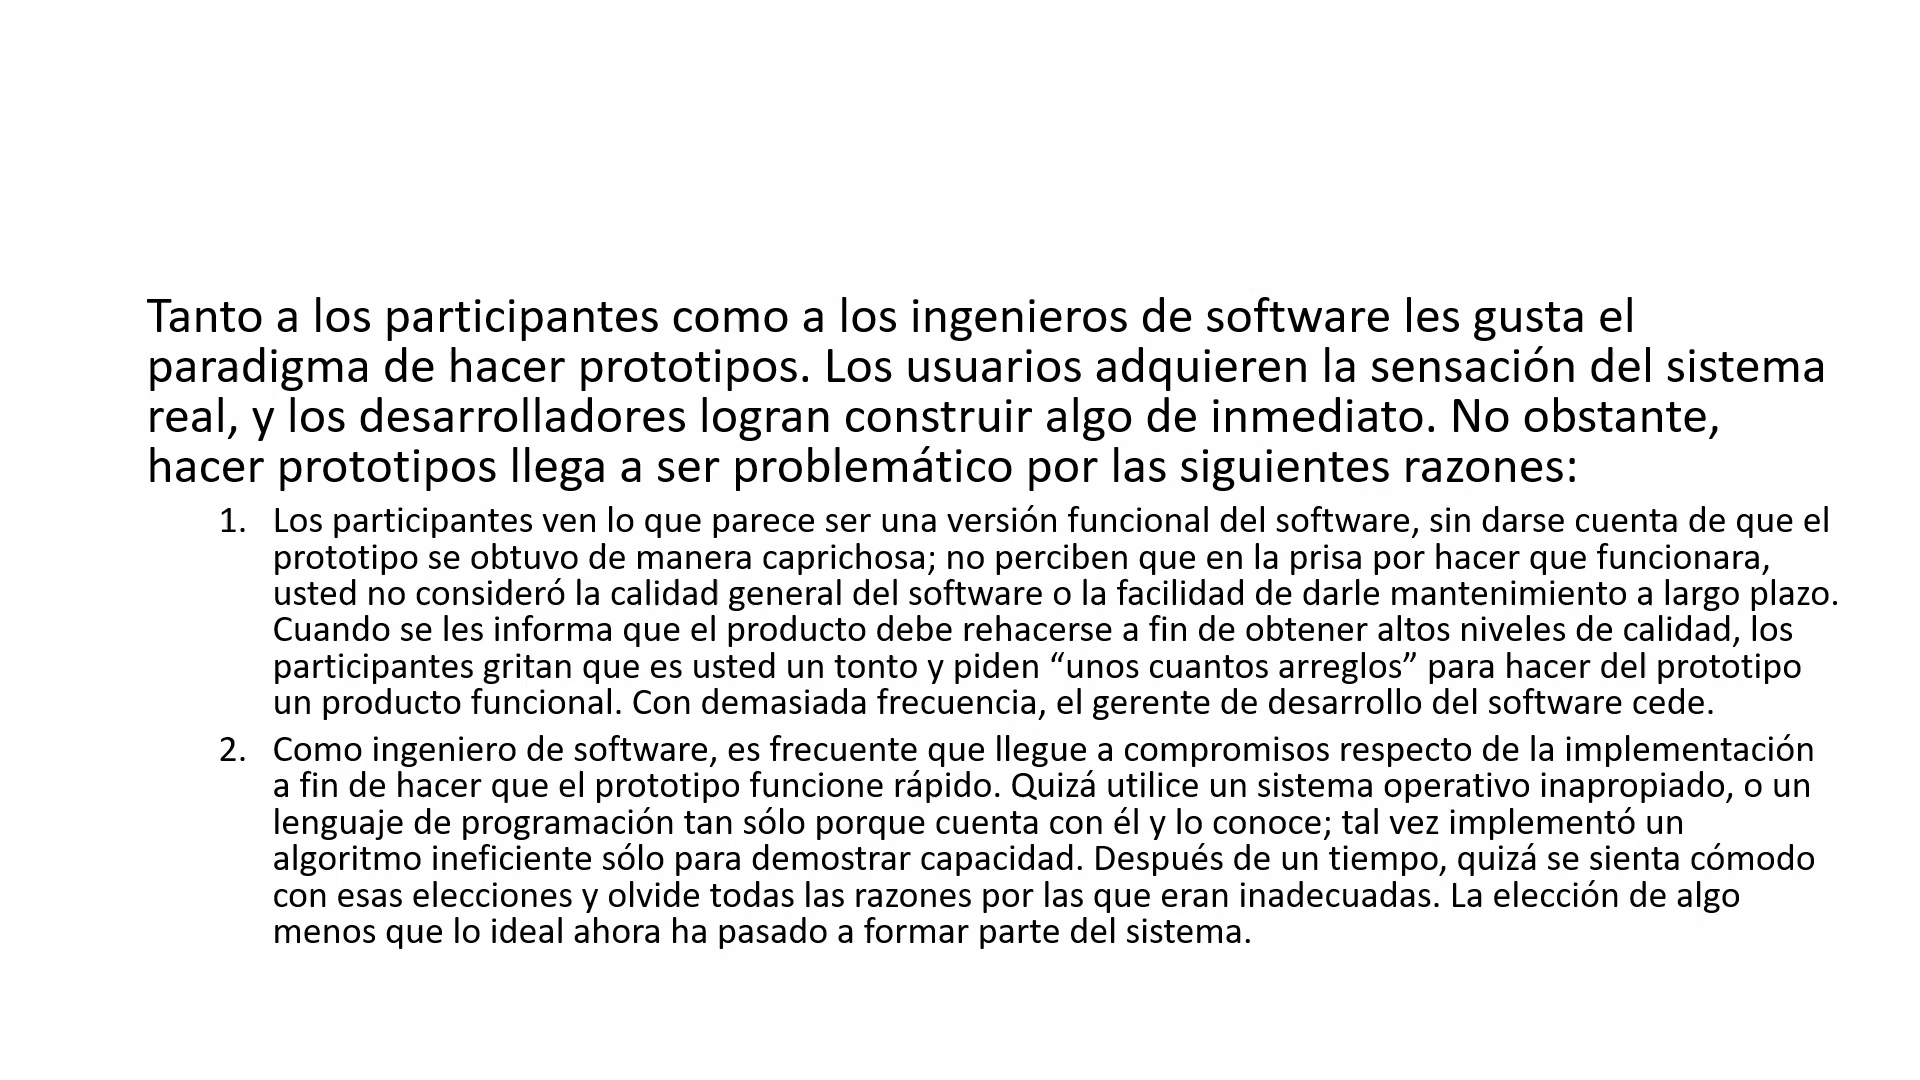 Tanto a los participantes como a los ingenieros de software les gusta el
paradigma de hacer prototipos. Los usuarios adquieren la sensación del sistema
real, y los desarrolladores logran construir algo de inmediato. No obstante,
hacer prototipos llega a ser problemático por las siguientes razones:
1. Los participantes ven lo que parece ser una versión funcional del software, sin darse cuenta de que el
prototipo se obtuvo de manera caprichosa; no perciben que en la prisa por hacer que funcionara,
usted no consideró la calidad general del software o la facilidad de darle mantenimiento a largo plazo.
Cuando se les informa que el producto debe rehacerse a fin de obtener altos niveles de calidad, los
participantes gritan que es usted un tonto y piden “unos cuantos arreglos” para hacer del prototipo
un producto funcional. Con demasiada frecuencia, el gerente de desarrollo del software cede.
2. Como ingeniero de software, es frecuente que llegue a compromisos respecto de la implementación
a fin de hacer que el prototipo funcione rápido. Quizá utilice un sistema operativo inapropiado, o un
lenguaje de programación tan sólo porque cuenta con él y lo conoce; tal vez implementó un
algoritmo ineficiente sólo para demostrar capacidad. Después de un tiempo, quizá se sienta cómodo
con esas elecciones y olvide todas las razones por las que eran inadecuadas. La elección de algo
menos que lo ideal ahora ha pasado a formar parte del sistema.